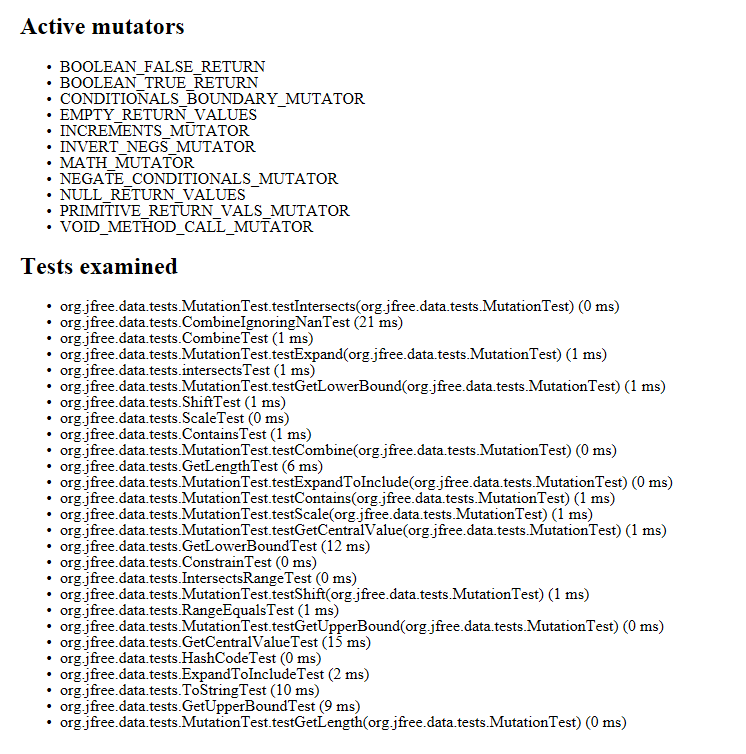 Active mutators
• BOOLEAN_FALSE_RETURN
• BOOLEAN_TRUE_RETURN
• CONDITIONALS_BOUNDARY_MUTATOR
• EMPTY_RETURN_VALUES
• INCREMENTS_MUTATOR
• INVERT_NEGS_MUTATOR
• MATH_MUTATOR
• NEGATE_CONDITIONALS_MUTATOR
• NULL_RETURN_VALUES
• PRIMITIVE_RETURN_VALS_MUTATOR
• VOID_METHOD_CALL_MUTATOR
Tests examined
• org.jfree.data.tests.MutationTest.testIntersects(org.jfree.data.tests.MutationTest) (0 ms)
• org.jfree.data.tests.CombineIgnoringNanTest (21 ms)
• org.jfree.data.tests.CombineTest (1 ms)
• org.jfree.data.tests.MutationTest.testExpand(org.jfree.data.tests.MutationTest) (1 ms)
• org.jfree.data.tests.intersectsTest (1 ms)
• org.jfree.data.tests.MutationTest.testGetLowerBound(org.jfree.data.tests.MutationTest) (1 ms)
• org.jfree.data.tests.ShiftTest (1 ms)
• org.jfree.data.tests.ScaleTest (0 ms)
• org.jfree.data.tests.ContainsTest (1 ms)
• org.jfree.data.tests.MutationTest.testCombine(org.jfree.data.tests.MutationTest) (0 ms)
• org.jfree.data.tests.GetLengthTest (6 ms)
• org.jfree.data.tests.MutationTest.testExpandToInclude(org.jfree.data.tests.MutationTest) (0 ms)
• org.jfree.data.tests.MutationTest.testContains(org.jfree.data.tests.MutationTest) (1 ms)
• org.jfree.data.tests.MutationTest.testScale(org.jfree.data.tests.MutationTest) (1 ms)
• org.jfree.data.tests.MutationTest.testGetCentralValue(org.jfree.data.tests.MutationTest) (1 ms)
• org.jfree.data.tests.GetLowerBoundTest (12 ms)
• org.jfree.data.tests.ConstrainTest (0 ms)
• org.jfree.data.tests.IntersectsRangeTest (0 ms)
• org.jfree.data.tests.MutationTest.testShift(org.jfree.data.tests.MutationTest) (1 ms)
• org.jfree.data.tests.RangeEqualsTest (1 ms)
• org.jfree.data.tests.MutationTest.testGetUpperBound(org.jfree.data.tests.MutationTest) (0 ms)
• org.jfree.data.tests.GetCentralValueTest (15 ms)
• org.jfree.data.tests.HashCodeTest (0 ms)
• org.jfree.data.tests.ExpandToIncludeTest (2 ms)
• org.jfree.data.tests.ToStringTest (10 ms)
• org.jfree.data.tests.GetUpperBoundTest (9 ms)
• org.jfree.data.tests.MutationTest.testGetLength(org.jfree.data.tests.MutationTest) (0 ms)